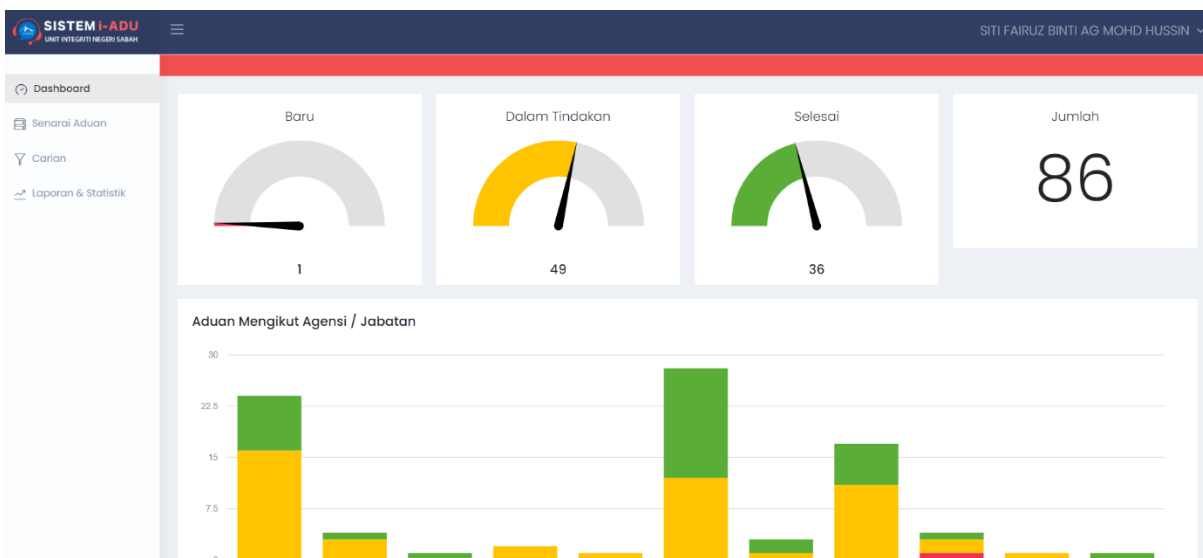 SISTEM i-ADU
UNIT INTEGRITI NEGERI SABAH
SITI FAIRUZ BINTI AG MOHD HUSSIN
Dashboard
Senarai Aduan
Carian
Laporan & Statistik
Baru
1
Dalam Tindakan
49
Selesai
36
Jumlah
86
Aduan Mengikut Agensi / Jabatan
30
22.5
15
7.5